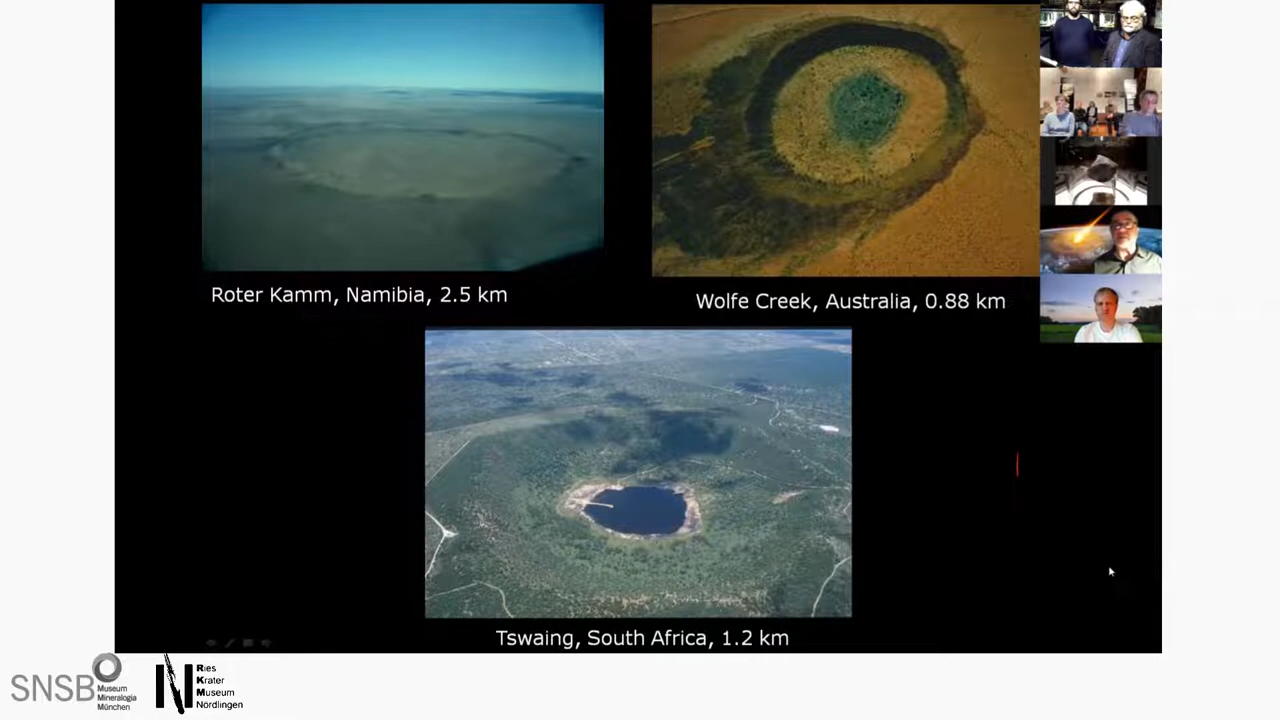 Roter Kamm, Namibia, 2.5 km
Wolfe Creek, Australia, 0.88 km
Tswaing, South Africa, 1.2 km
SNSB
Museum
Mineralogia
München
N
Ries
Krater
Museum
Nördlingen